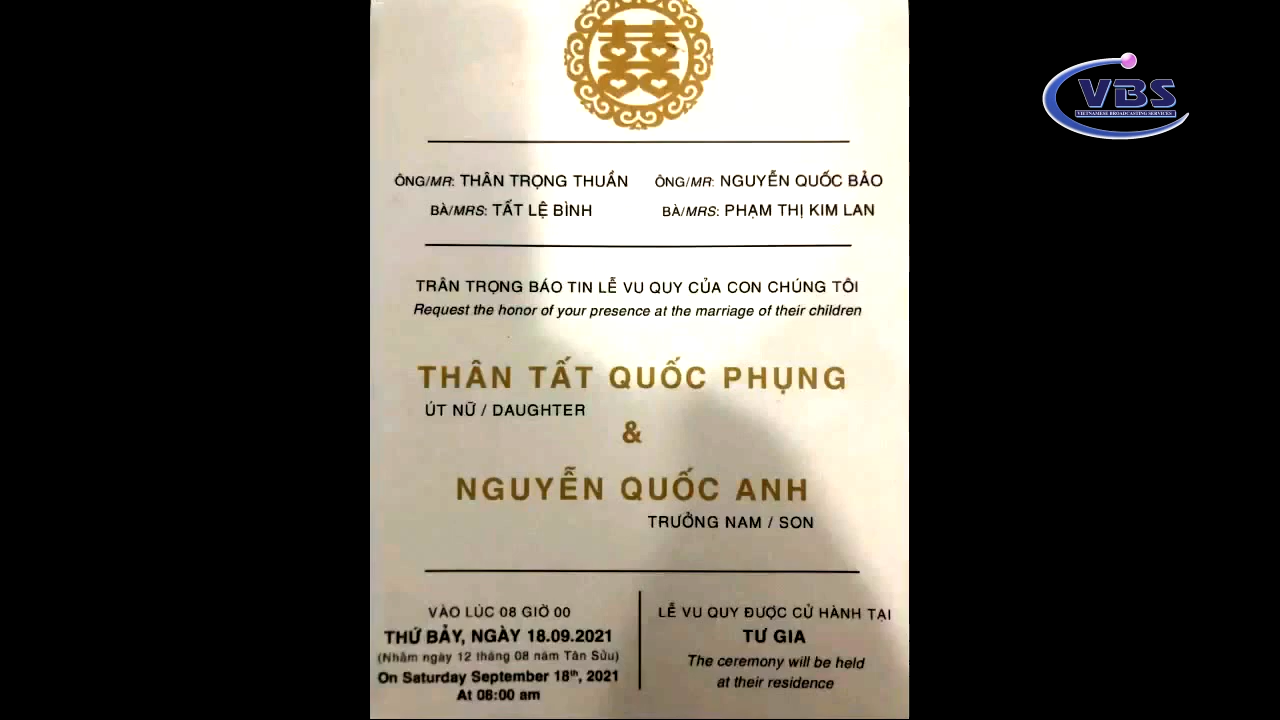 囍
VBS
VIETNAMESE BROADCASTING SERVICES
ÔNG/MR: THÂN TRỌNG THUẦN
BÀ/MRS: TẤT LỆ BÌNH
ÔNG/MR: NGUYỄN QUỐC BẢO
BÀ/MRS: PHẠM THỊ KIM LAN
TRÂN TRỌNG BÁO TIN LỄ VU QUY CỦA CON CHÚNG TÔI
Request the honor of your presence at the marriage of their children
THÂN TẤT QUỐC PHỤNG
ÚT NỮ / DAUGHTER
&
NGUYỄN QUỐC ANH
TRƯỞNG NAM / SON
VÀO LÚC 08 GIỜ 00
THỨ BẢY, NGÀY 18.09.2021
(Nhằm ngày 12 tháng 08 năm Tân Sửu)
On Saturday September 18th, 2021
At 08:00 am
LỄ VU QUY ĐƯỢC CỬ HÀNH TẠI
TƯ GIA
The ceremony will be held
at their residence